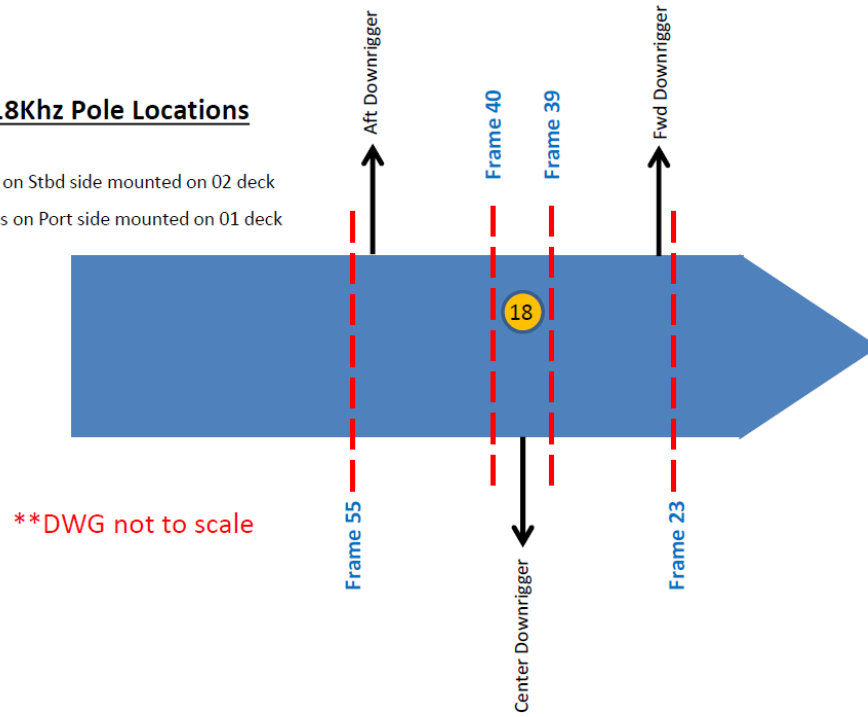 .8Khz Pole Locations
on Stbd side mounted on 02 deck
s on Port side mounted on 01 deck
Aft Downrigger
Frame 40
Frame 39
Fwd Downrigger
18
**DWG not to scale
Frame 55
Center Downrigger
Frame 23